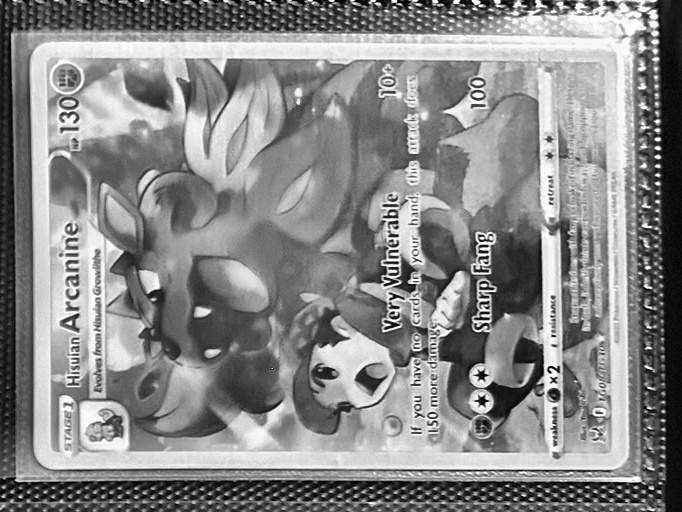 STAGE 1 Hisuian Arcanine HP 130
Evolves from Hisuian Growlithe
Very Vulnerable 10+
If you have no cards in your hand, this attack does
150 more damage.
Sharp Fang 100
weakness ×2 resistance retreat